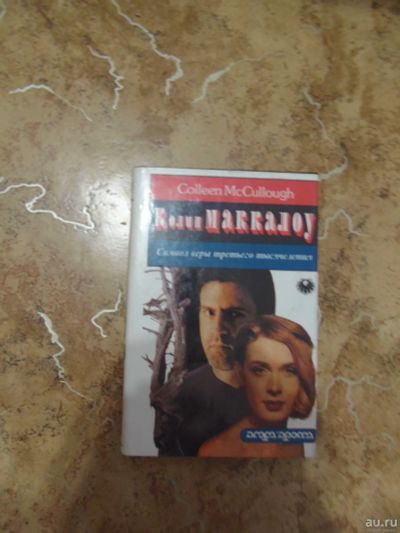 Colleen McCullough
Колин Маккалоу
Символ веры третьего тысячелетия
au.ru